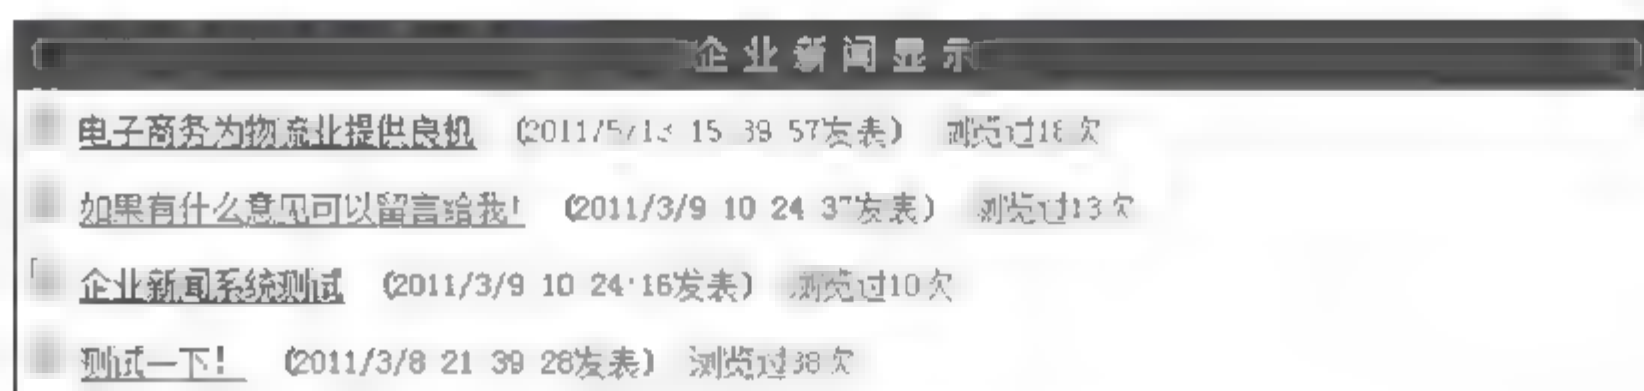 企业新闻显示
电子商务为物流业提供良机 (2011/5/13 15 39 57发表) 浏览过16次
如果有什么意见可以留言给我! (2011/3/9 10 24 37发表) 浏览过13次
企业新闻系统测试 (2011/3/9 10 24:16发表) 浏览过10次
测试一下! (2011/3/8 21 39 28发表) 浏览过38次